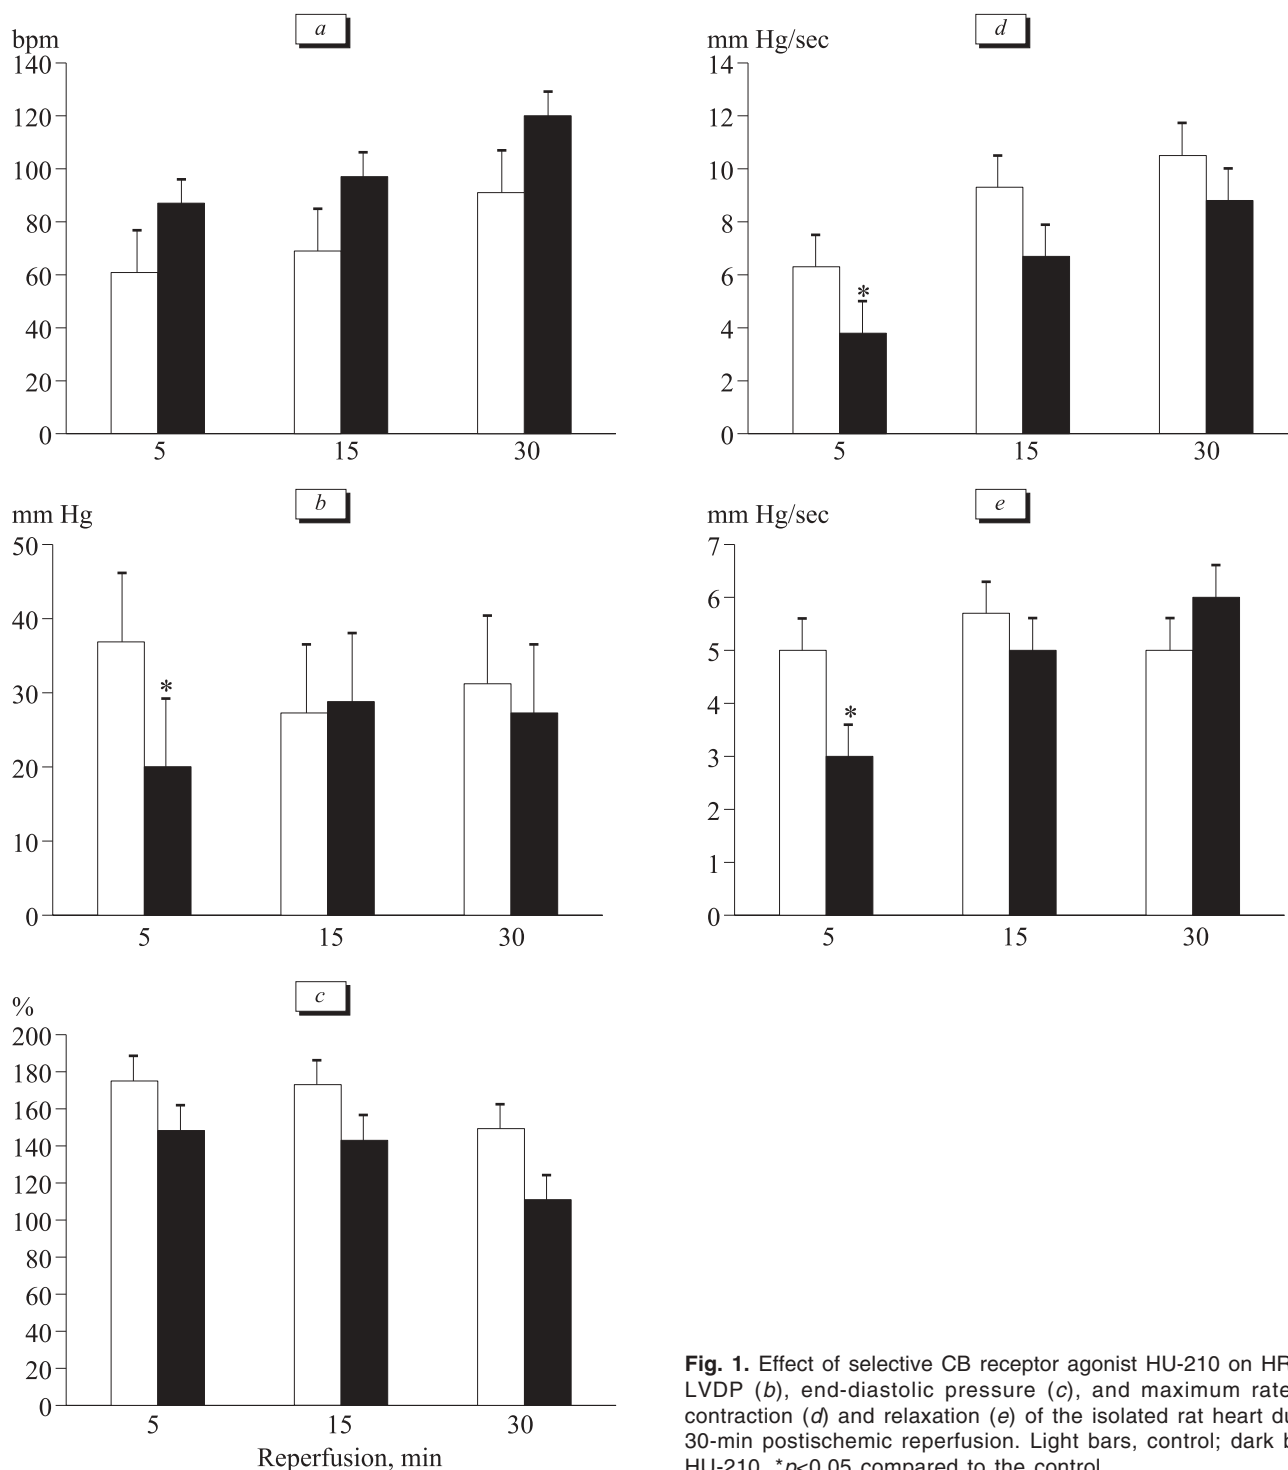 a
bpm
140
120
100
80
60
40
20
0
5 15 30
b
mm Hg
50
40
30
20
10
0
*
5 15 30
c
%
200
180
160
140
120
100
80
60
40
20
0
5 15 30
Reperfusion, min
d
mm Hg/sec
14
12
10
8
6
4
2
0
*
5 15 30
e
mm Hg/sec
7
6
5
4
3
2
1
0
*
5 15 30
Fig. 1. Effect of selective CB receptor agonist HU-210 on HR
LVDP (b), end-diastolic pressure (c), and maximum rate
contraction (d) and relaxation (e) of the isolated rat heart du
30-min postischemic reperfusion. Light bars, control; dark b
HU-210. *p<0.05 compared to the control.